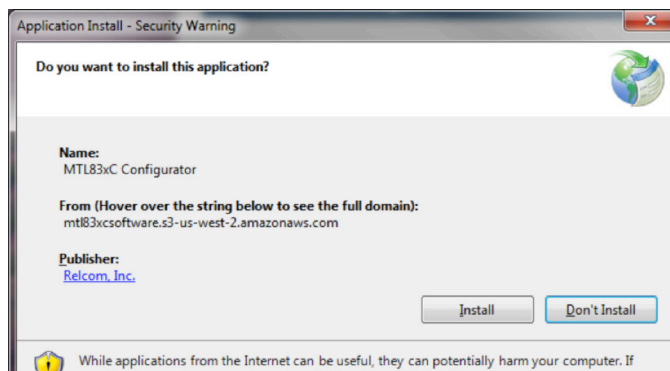 Application Install - Security Warning
Do you want to install this application?
Name:
MTL83xC Configurator
From (Hover over the string below to see the full domain):
mtl83xcsoftware.s3-us-west-2.amazonaws.com
Publisher:
Relcom, Inc.
Install
Don't Install
While applications from the Internet can be useful, they can potentially harm your computer. If